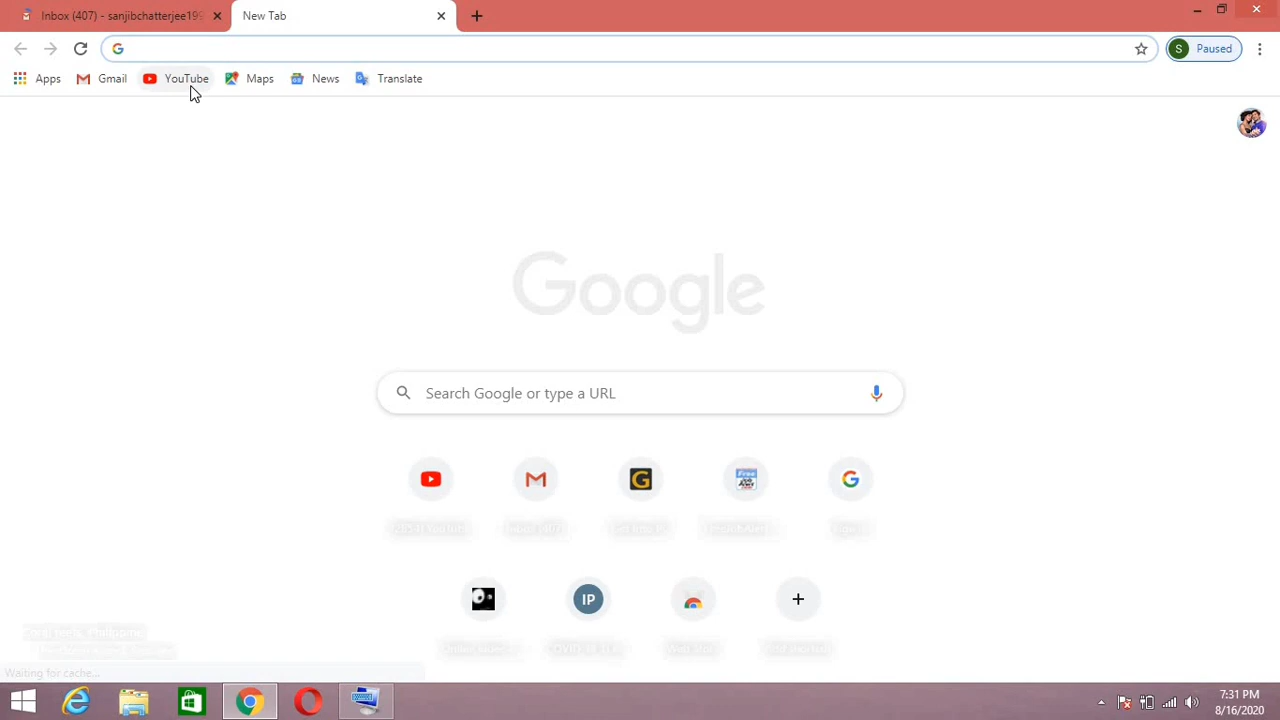 Inbox (407) - sanjibchatterjee199
New Tab
Paused
Apps
Gmail
YouTube
Maps
News
Translate
Google
Search Google or type a URL
IP
Waiting for cache...
7:31 PM
8/16/2020